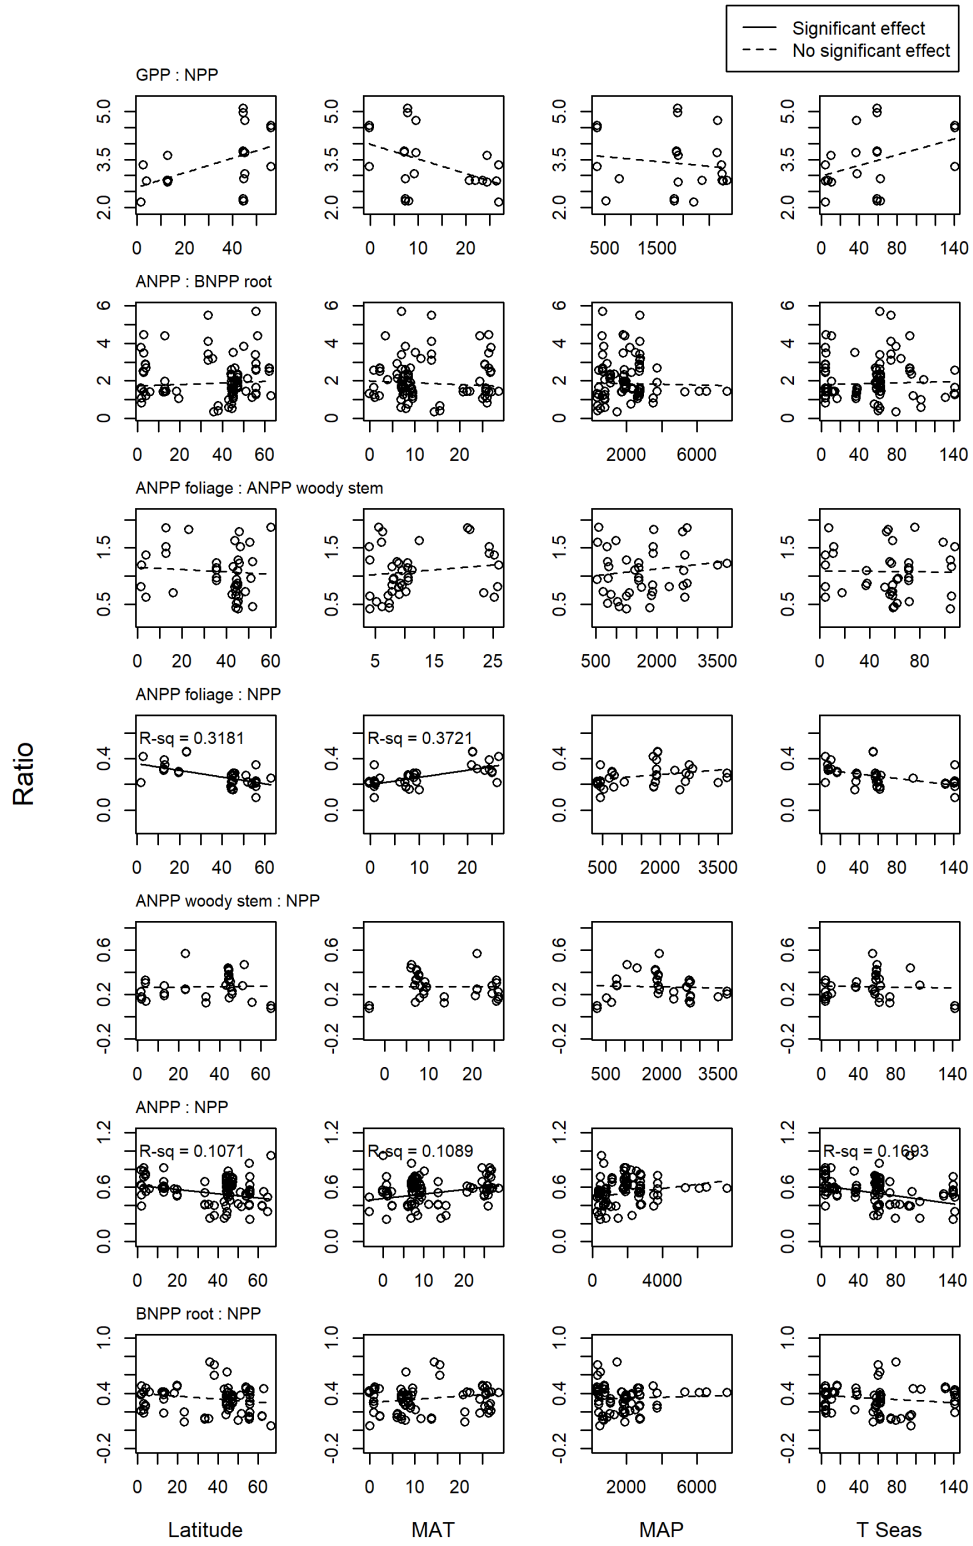 Significant effect
No significant effect
GPP : NPP
2.0 3.5 5.0
0 20 40
0 10 20
500 1500
0 40 80 140
ANPP : BNPP root
0 2 4 6
0 10 20 30 40 50 60
0 10 20
2000 6000
0 40 80 140
ANPP foliage : ANPP woody stem
0.5 1.5
0 20 40 60
5 15 25
500 2000 3500
0 40 80
ANPP foliage : NPP
R-sq = 0.3181
R-sq = 0.3721
0.0 0.4
0 20 40 60
0 10 20
500 2000 3500
0 40 80 140
ANPP woody stem : NPP
-0.2 0.2 0.6
0 20 40 60
0 10 20
500 2000 3500
0 40 80 140
ANPP : NPP
R-sq = 0.1071
R-sq = 0.1089
R-sq = 0.1693
0.0 0.6 1.2
0 20 40 60
0 10 20
0 4000
0 40 80 140
BNPP root : NPP
-0.2 0.4 1.0
0 20 40 60
0 10 20
2000 6000
0 40 80 140
Ratio
Latitude MAT MAP T Seas